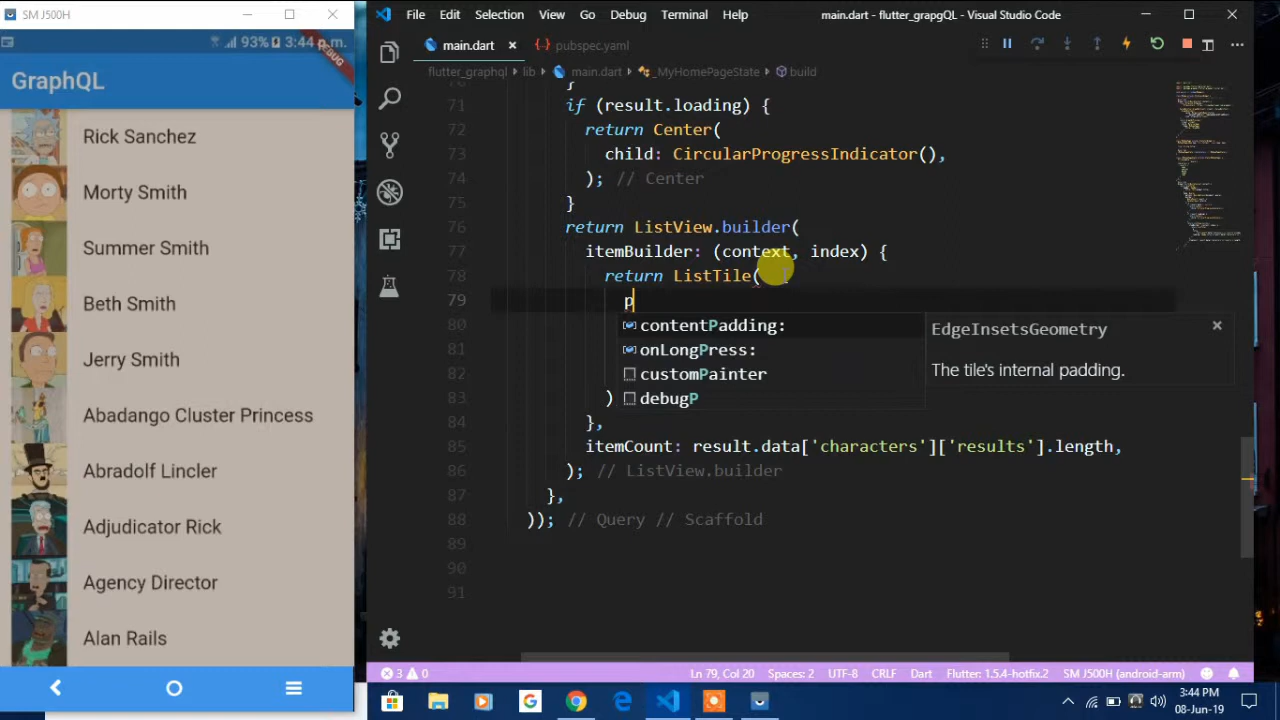 SM J500H
93% 3:44 p.m.
DEBUG
GraphQL
Rick Sanchez
Morty Smith
Summer Smith
Beth Smith
Jerry Smith
Abadango Cluster Princess
Abradolf Lincler
Adjudicator Rick
Agency Director
Alan Rails
File Edit Selection View Go Debug Terminal Help
main.dart - flutter_grapgQL - Visual Studio Code
main.dart
pubspec.yaml
flutter_graphql › lib › main.dart › _MyHomePageState › build
70 }
71 if (result.loading) {
72 return Center(
73 child: CircularProgressIndicator(),
74 ); // Center
75 }
76 return ListView.builder(
77 itemBuilder: (context, index) {
78 return ListTile(
79 p
80 contentPadding:
81 onLongPress:
82 customPainter
83 ) debugP
EdgeInsetsGeometry
The tile's internal padding.
84 },
85 itemCount: result.data['characters']['results'].length,
86 ); // ListView.builder
87 },
88 )); // Query // Scaffold
89
90
91
3 0
Ln 79, Col 20 Spaces: 2 UTF-8 CRLF Dart Flutter: 1.5.4-hotfix.2 SM J500H (android-arm)
3:44 PM
08-Jun-19